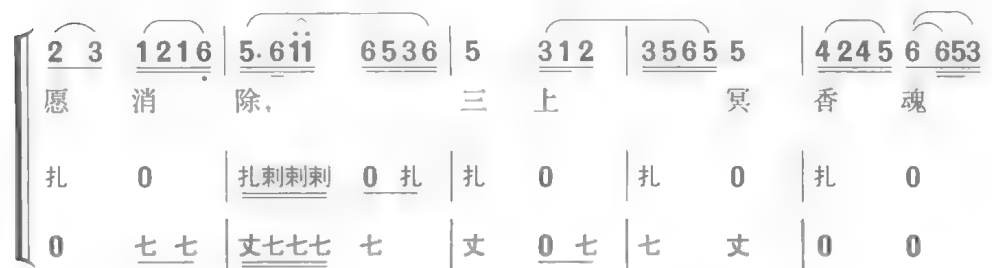 2 3 1216 | 5·6ii 6536 | 5 312 | 3565 5 | 4245 6 653
愿 消 除, 三 上 冥 香 魂
扎 0 | 扎刺刺刺 0 扎 | 扎 0 | 扎 0 | 扎 0
0 七 七 | 丈七七七 七 | 丈 0 七 | 七 丈 | 0 0